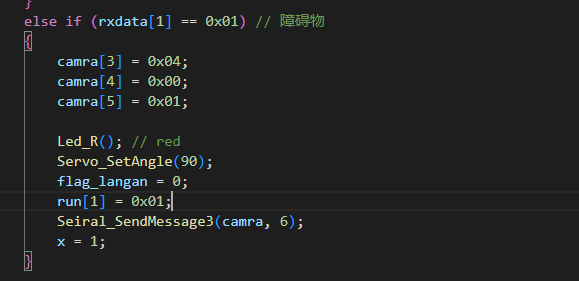 }
else if (rxdata[1] == 0x01) // 障碍物
{
camra[3] = 0x04;
camra[4] = 0x00;
camra[5] = 0x01;
Led_R(); // red
Servo_SetAngle(90);
flag_langan = 0;
run[1] = 0x01;
Seiral_SendMessage3(camra, 6);
x = 1;
}